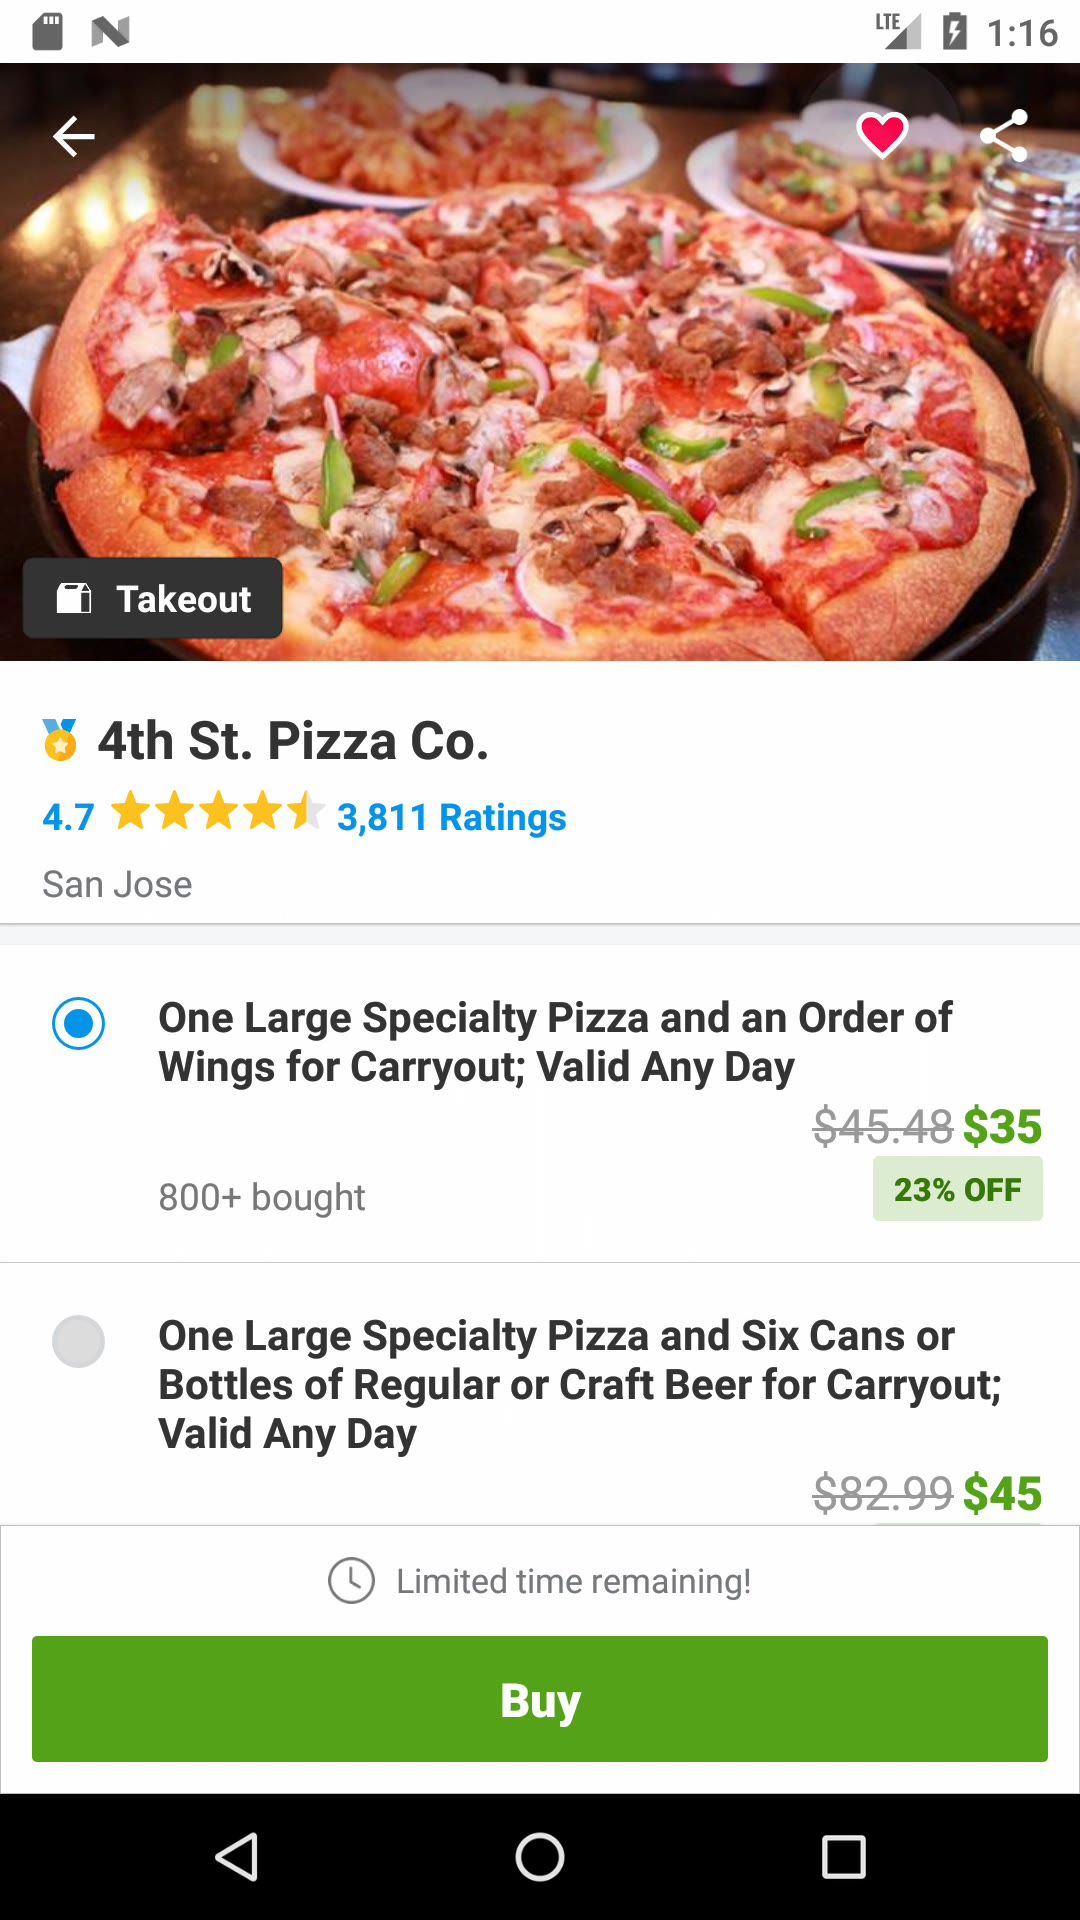 LTE 1:16
Takeout
4th St. Pizza Co.
4.7 3,811 Ratings
San Jose
One Large Specialty Pizza and an Order of
Wings for Carryout; Valid Any Day
$45.48 $35
800+ bought 23% OFF
One Large Specialty Pizza and Six Cans or
Bottles of Regular or Craft Beer for Carryout;
Valid Any Day
$82.99 $45
Limited time remaining!
Buy